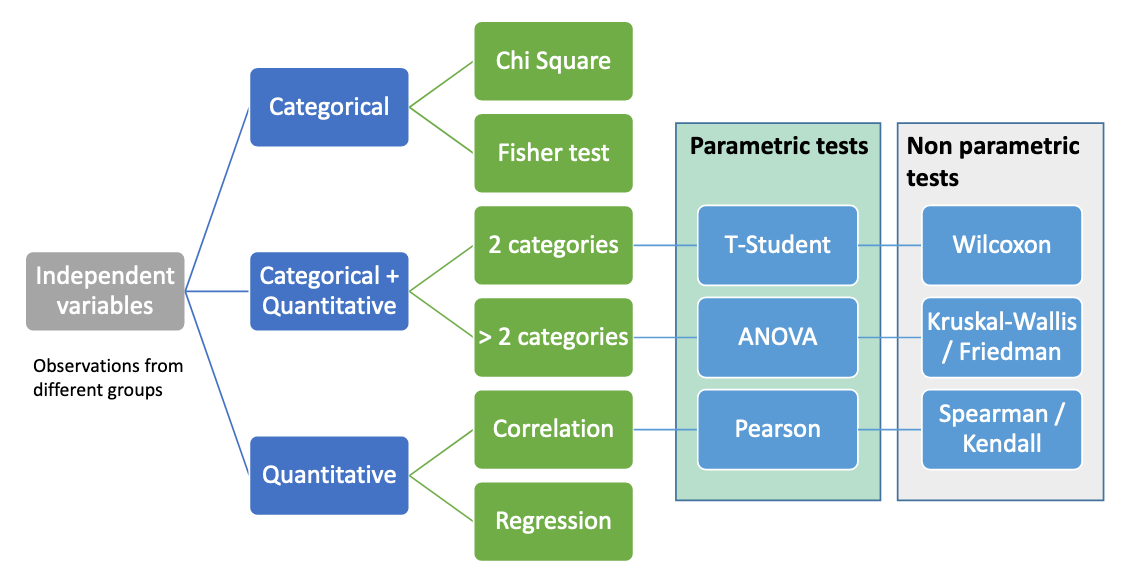 Independent
variables
Observations from
different groups
Categorical
Categorical +
Quantitative
Quantitative
Chi Square
Fisher test
2 categories
> 2 categories
Correlation
Regression
Parametric tests
T-Student
ANOVA
Pearson
Non parametric
tests
Wilcoxon
Kruskal-Wallis
/ Friedman
Spearman /
Kendall